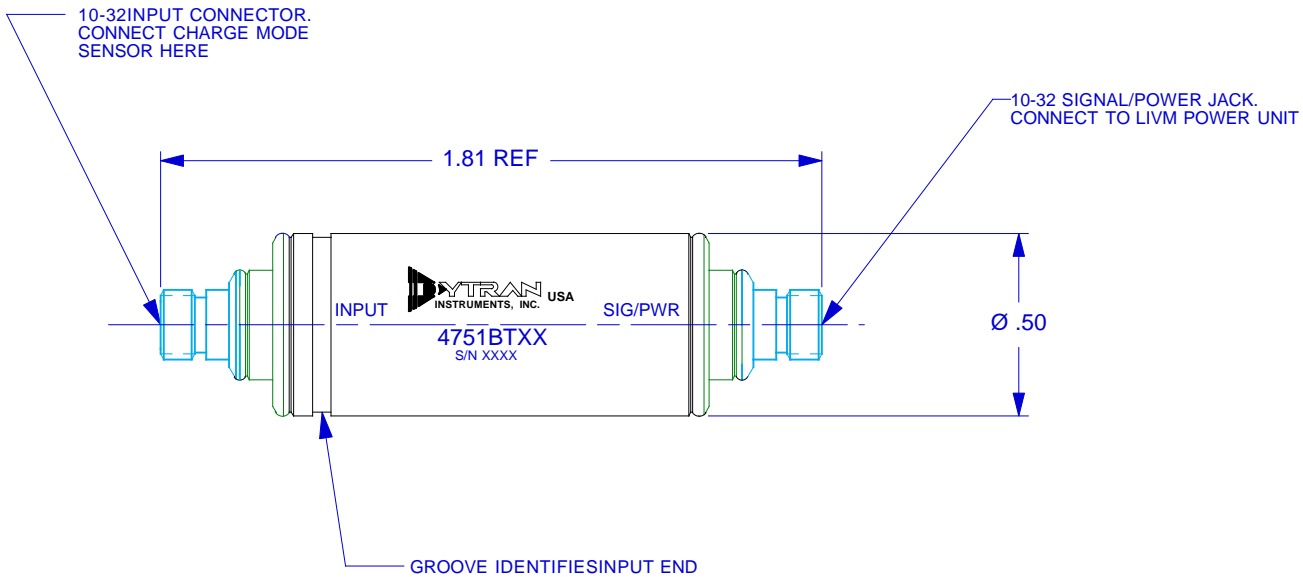 10-32INPUT CONNECTOR.
CONNECT CHARGE MODE
SENSOR HERE
10-32 SIGNAL/POWER JACK.
CONNECT TO LIVM POWER UNIT
1.81 REF
INPUT
DYTRAN
INSTRUMENTS, INC.
USA
SIG/PWR
4751BTXX
S/N XXXX
Ø .50
GROOVE IDENTIFIESINPUT END